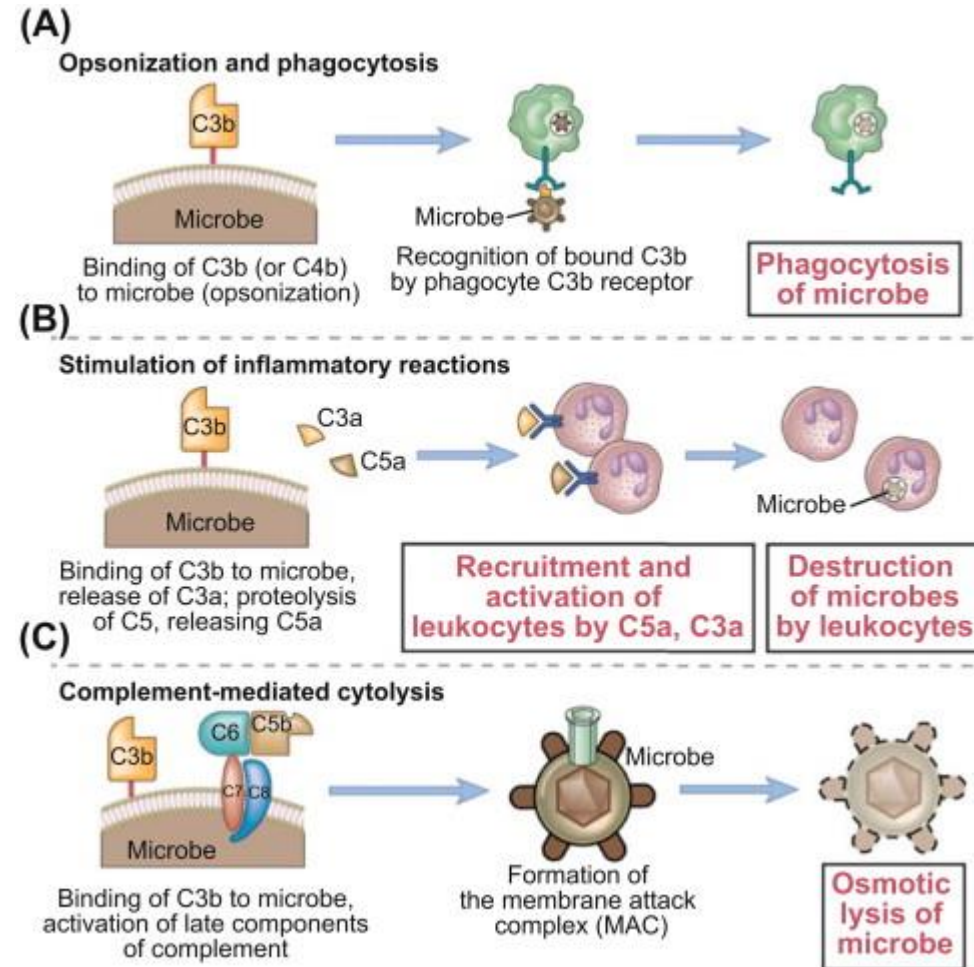 (A)
Opsonization and phagocytosis
C3b
Microbe
Binding of C3b (or C4b)
to microbe (opsonization)
Microbe
Recognition of bound C3b
by phagocyte C3b receptor
Phagocytosis
of microbe
(B)
Stimulation of inflammatory reactions
C3b
C3a
C5a
Microbe
Binding of C3b to microbe,
release of C3a; proteolysis
of C5, releasing C5a
Recruitment and
activation of
leukocytes by C5a, C3a
Microbe
Destruction
of microbes
by leukocytes
(C)
Complement-mediated cytolysis
C3b
C6
C5b
C7
C8
Microbe
Binding of C3b to microbe,
activation of late components
of complement
Microbe
Formation of
the membrane attack
complex (MAC)
Osmotic
lysis of
microbe